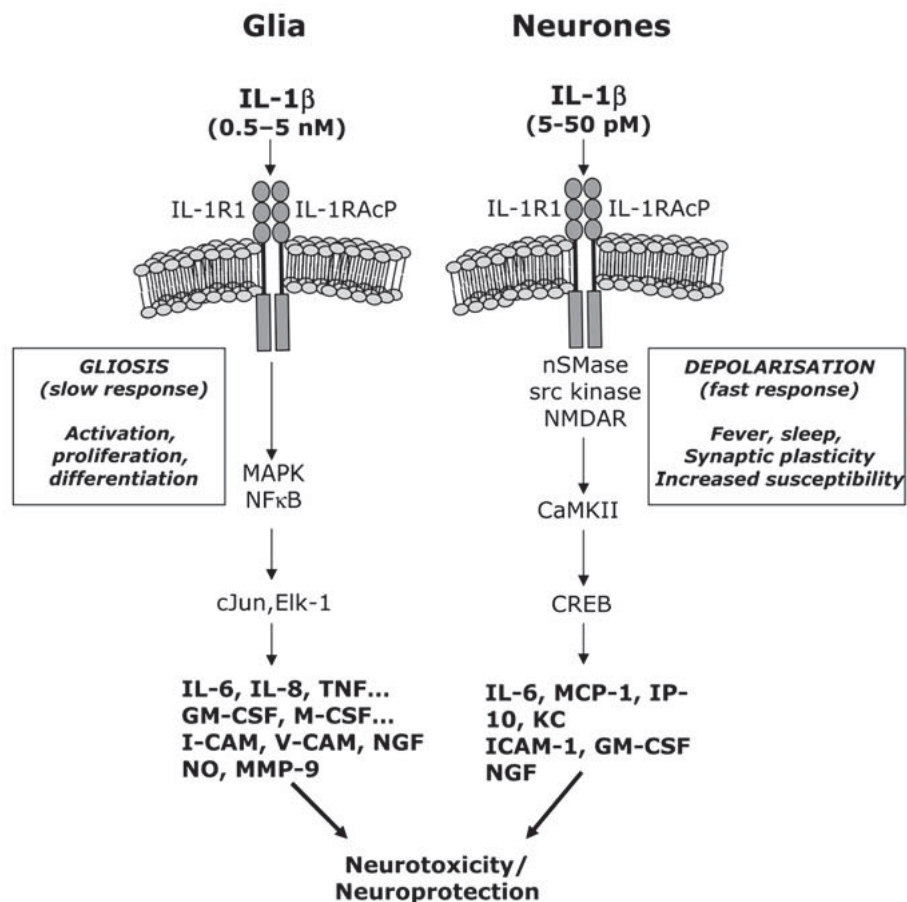 Glia
IL-1β
(0.5–5 nM)
IL-1R1
IL-1RAcP
GLIOSIS
(slow response)
Activation,
proliferation,
differentiation
MAPK
NFκB
cJun,Elk-1
IL-6, IL-8, TNF...
GM-CSF, M-CSF...
I-CAM, V-CAM, NGF
NO, MMP-9
Neurones
IL-1β
(5-50 pM)
IL-1R1
IL-1RAcP
nSMase
src kinase
NMDAR
DEPOLARISATION
(fast response)
Fever, sleep,
Synaptic plasticity
Increased susceptibility
CaMKII
CREB
IL-6, MCP-1, IP-
10, KC
ICAM-1, GM-CSF
NGF
Neurotoxicity/
Neuroprotection